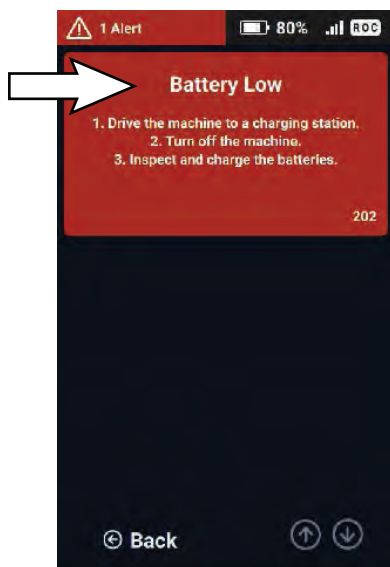 1 Alert
80%
ROC
Battery Low
1. Drive the machine to a charging station.
2. Turn off the machine.
3. Inspect and charge the batteries.
202
Back